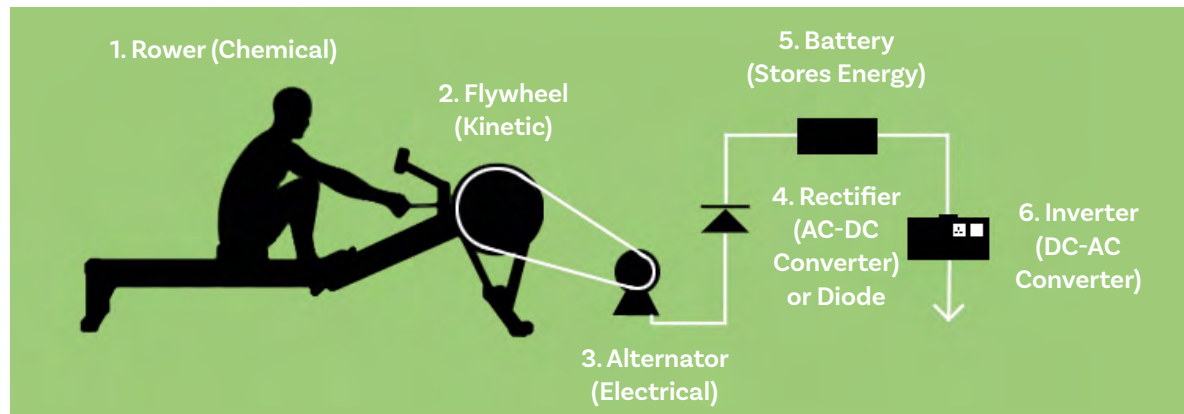 1. Rower (Chemical)
2. Flywheel
(Kinetic)
3. Alternator
(Electrical)
4. Rectifier
(AC-DC
Converter)
or Diode
5. Battery
(Stores Energy)
6. Inverter
(DC-AC
Converter)